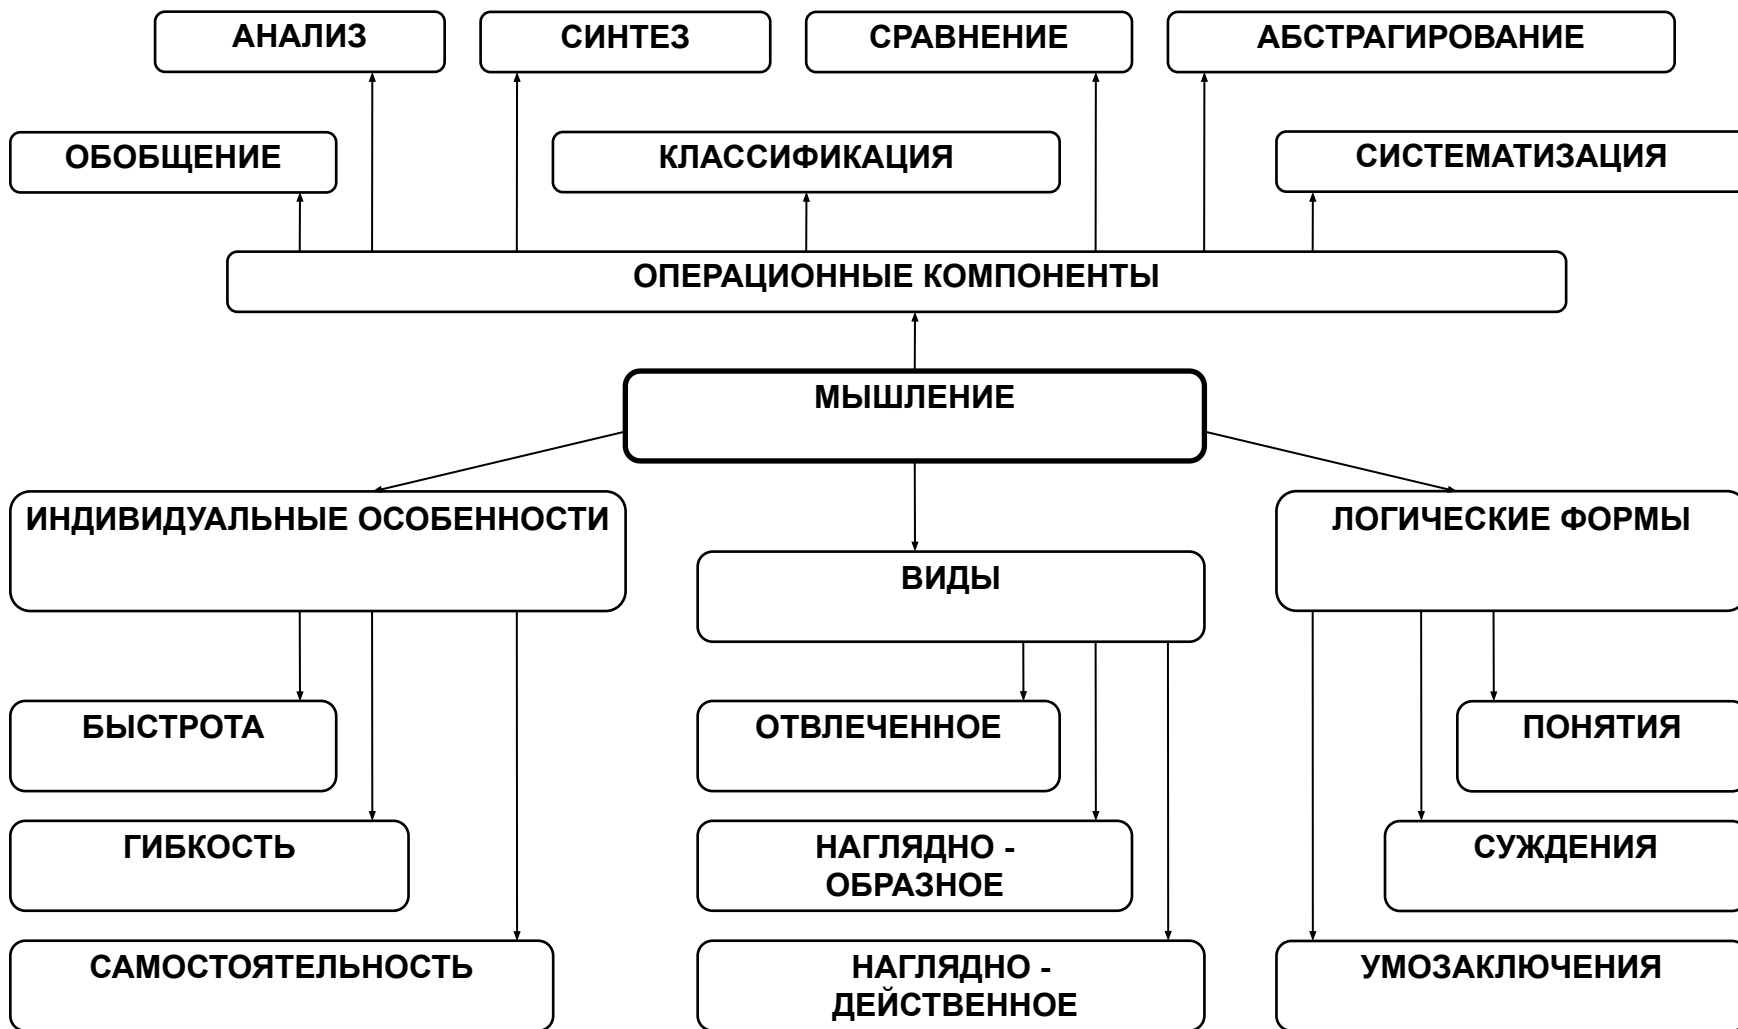 АНАЛИЗ
СИНТЕЗ
СРАВНЕНИЕ
АБСТРАГИРОВАНИЕ
ОБОБЩЕНИЕ
КЛАССИФИКАЦИЯ
СИСТЕМАТИЗАЦИЯ
ОПЕРАЦИОННЫЕ КОМПОНЕНТЫ
МЫШЛЕНИЕ
ИНДИВИДУАЛЬНЫЕ ОСОБЕННОСТИ
ЛОГИЧЕСКИЕ ФОРМЫ
ВИДЫ
БЫСТРОТА
ОТВЛЕЧЕННОЕ
ПОНЯТИЯ
ГИБКОСТЬ
НАГЛЯДНО -
ОБРАЗНОЕ
СУЖДЕНИЯ
САМОСТОЯТЕЛЬНОСТЬ
НАГЛЯДНО -
ДЕЙСТВЕННОЕ
УМОЗАКЛЮЧЕНИЯ